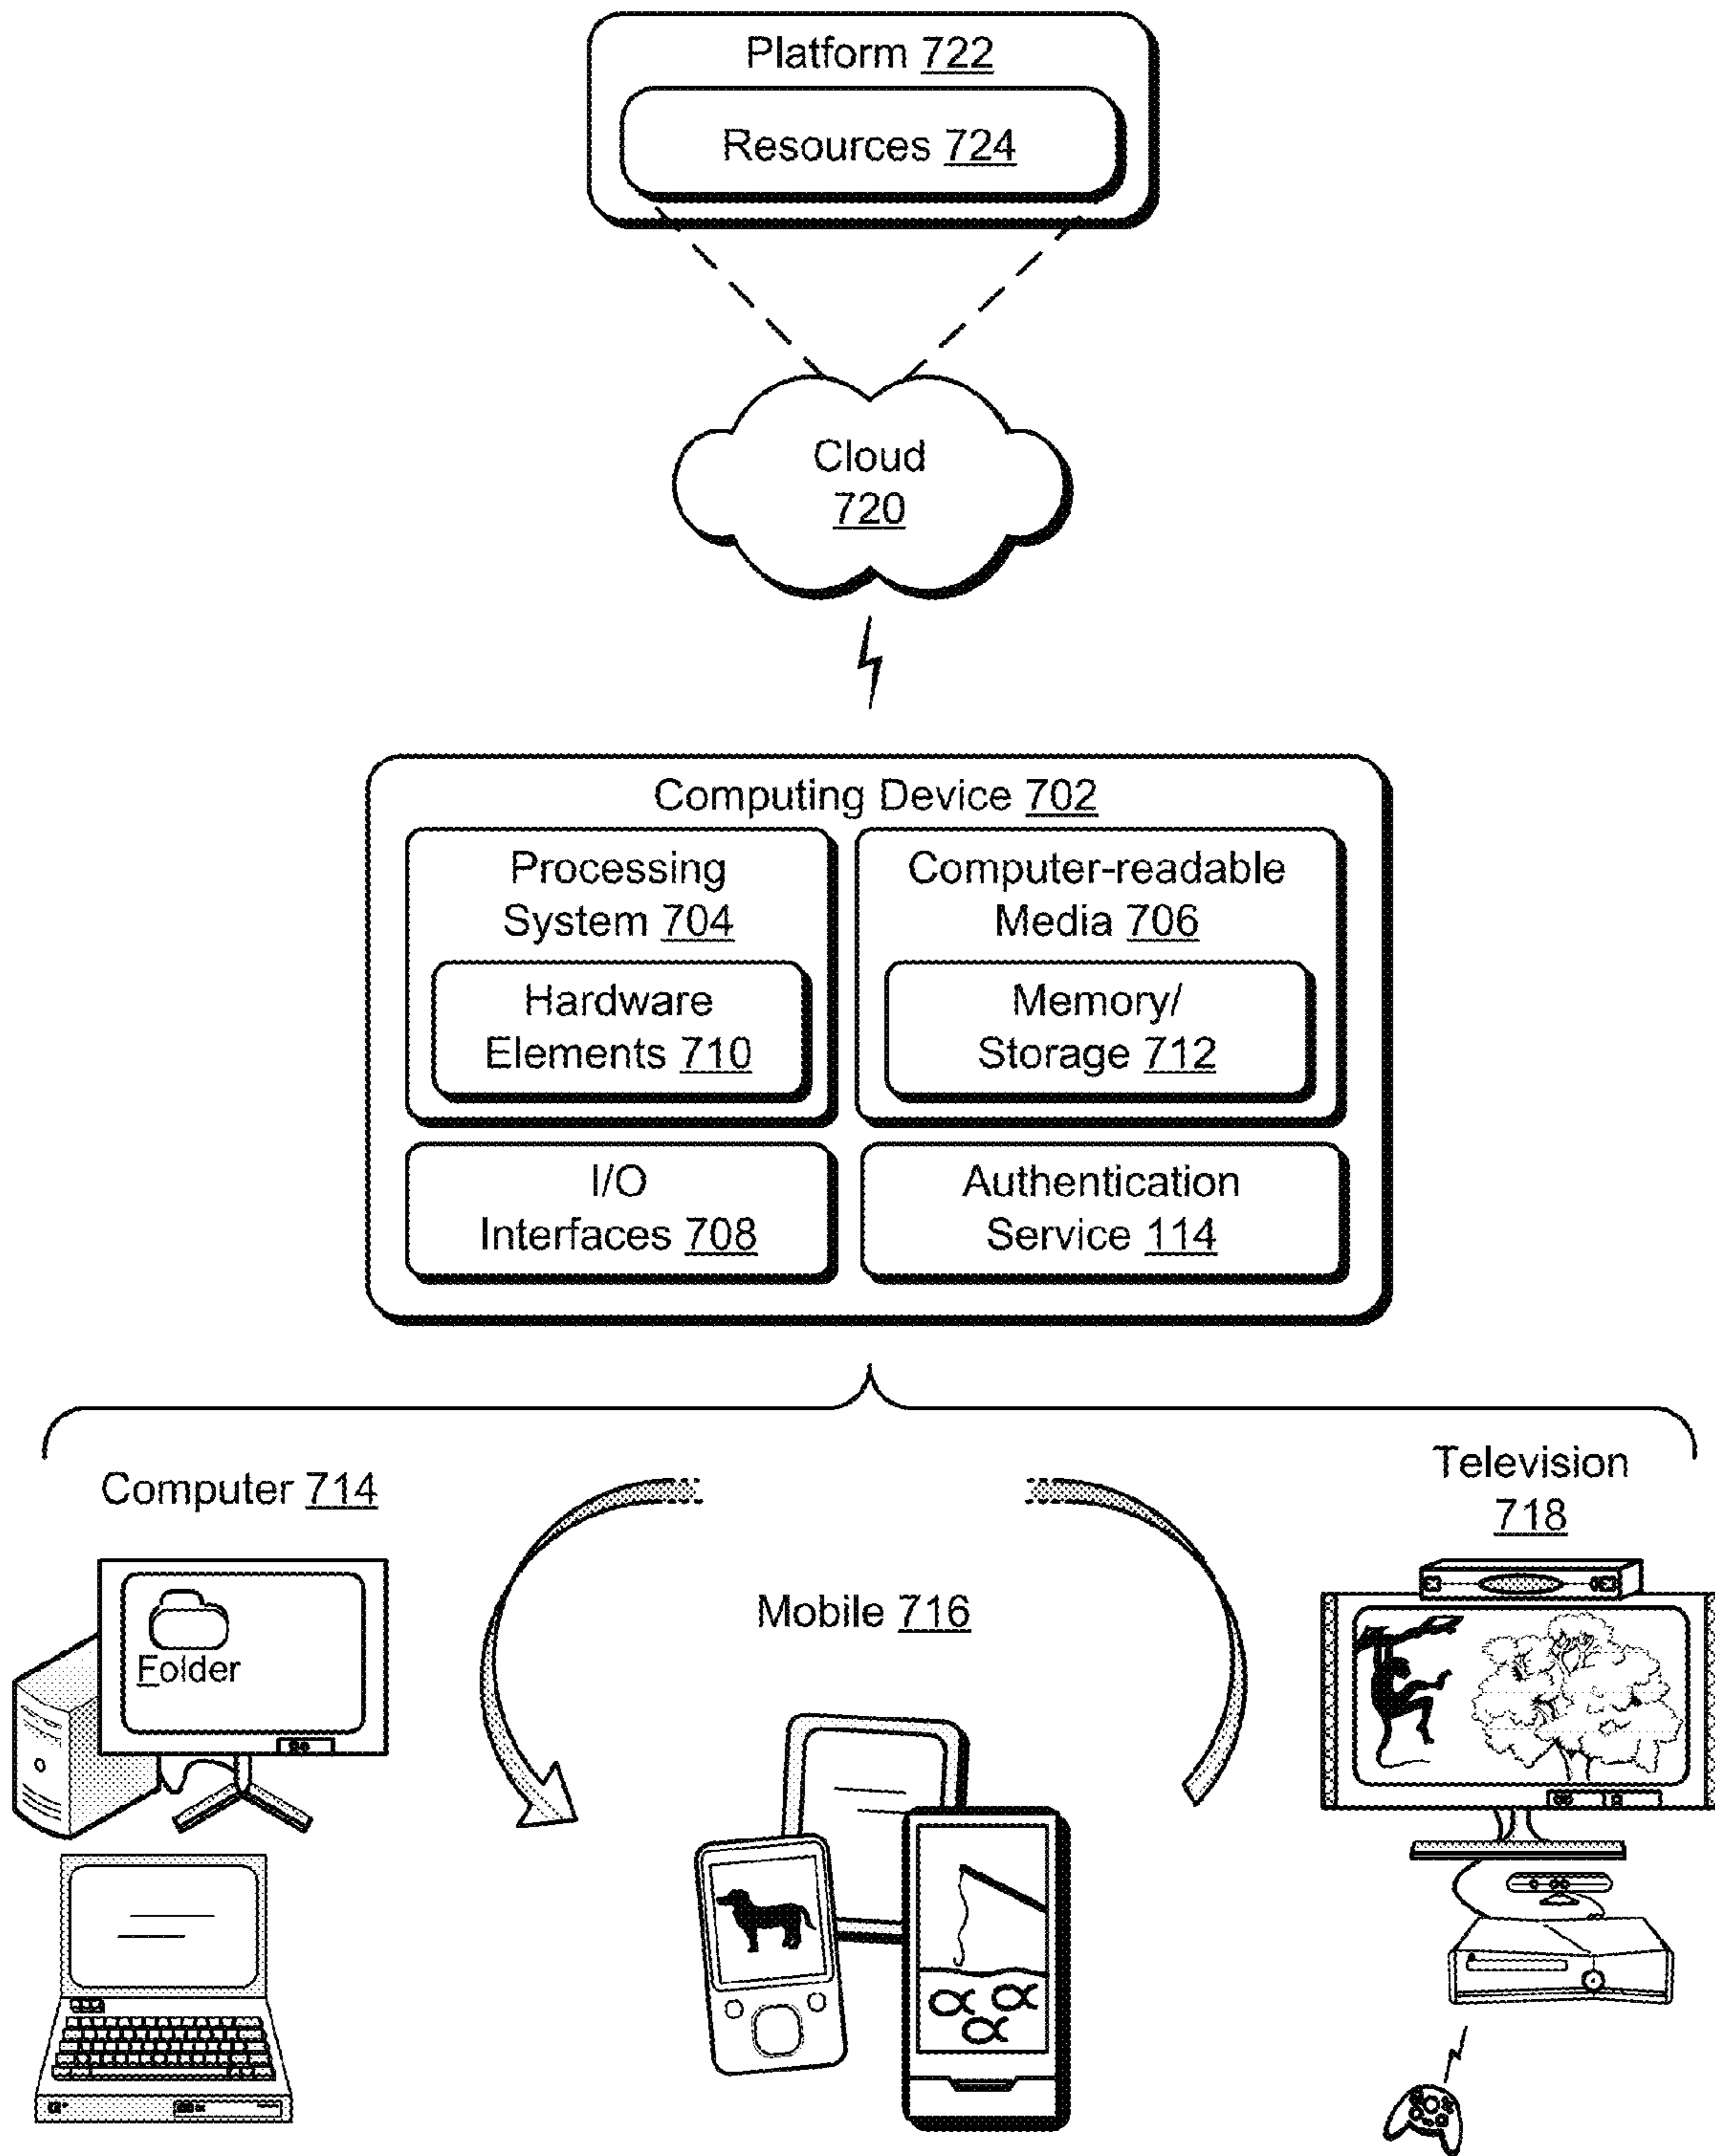 Platform 722
Resources 724
Cloud
720
Computing Device 702
Processing
System 704
Hardware
Elements 710
Computer-readable
Media 706
Memory/
Storage 712
I/O
Interfaces 708
Authentication
Service 114
Computer 714
Folder
Mobile 716
Television
718